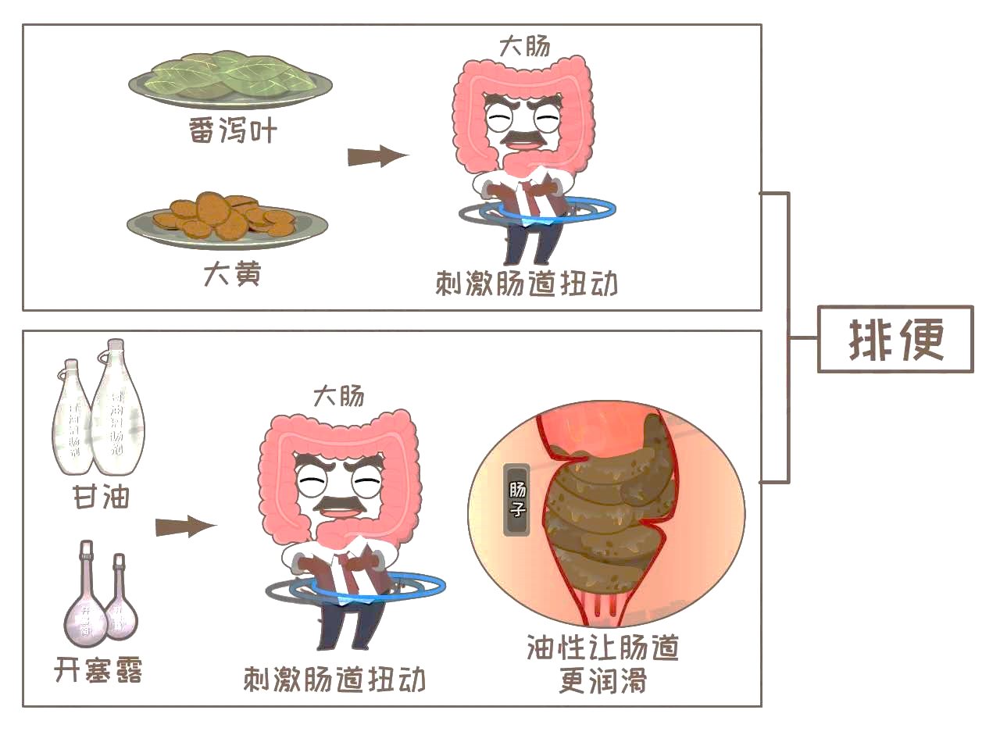 大肠
番泻叶
大黄
刺激肠道扭动
排便
大肠
甘油
开塞露
刺激肠道扭动
肠子
油性让肠道
更润滑